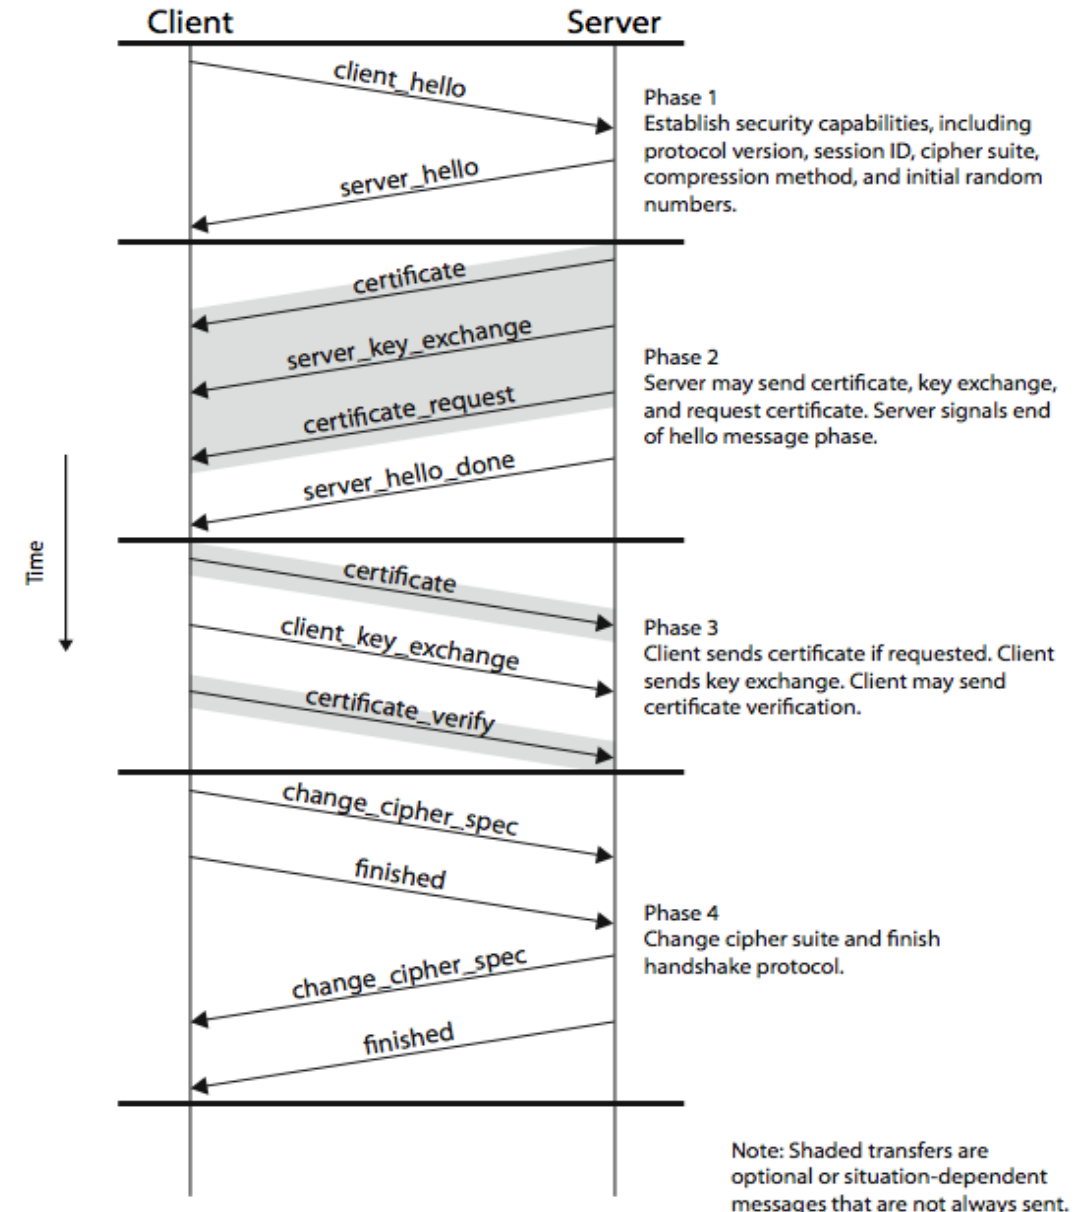 Client
Server
client_hello
server_hello
Phase 1
Establish security capabilities, including
protocol version, session ID, cipher suite,
compression method, and initial random
numbers.
certificate
server_key_exchange
certificate_request
server_hello_done
Phase 2
Server may send certificate, key exchange,
and request certificate. Server signals end
of hello message phase.
Time
certificate
client_key_exchange
certificate_verify
Phase 3
Client sends certificate if requested. Client
sends key exchange. Client may send
certificate verification.
change_cipher_spec
finished
change_cipher_spec
finished
Phase 4
Change cipher suite and finish
handshake protocol.
Note: Shaded transfers are
optional or situation-dependent
messages that are not always sent.